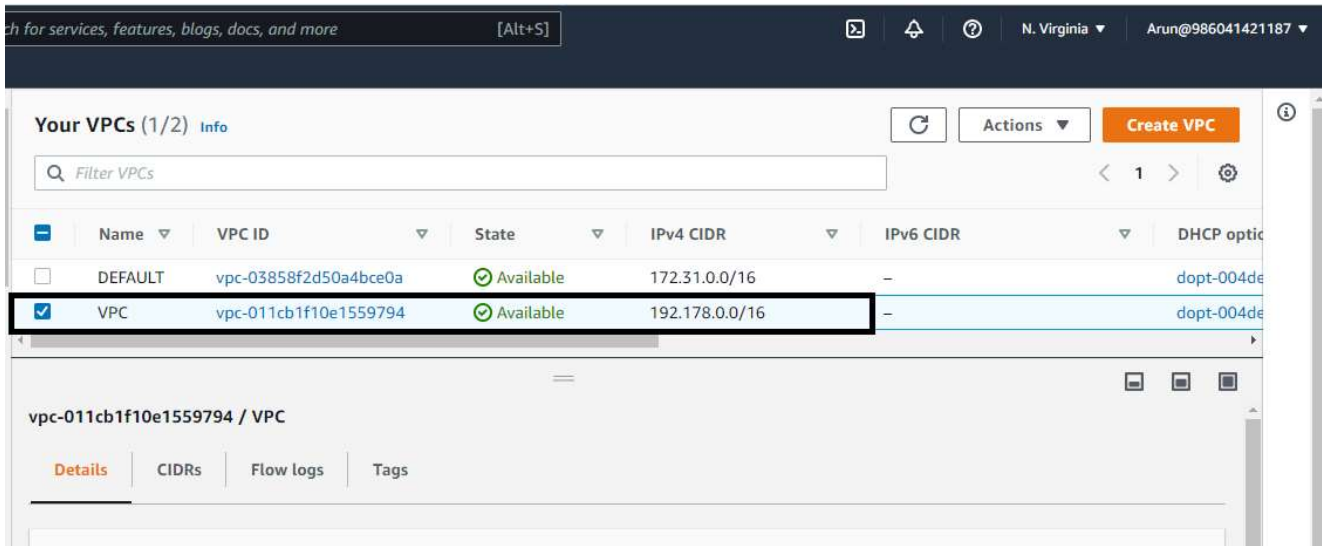 ch for services, features, blogs, docs, and more [Alt+S] N. Virginia ▼ Arun@986041421187 ▼
Your VPCs (1/2) Info Actions ▼ Create VPC
Filter VPCs 1
Name VPC ID State IPv4 CIDR IPv6 CIDR DHCP optic
DEFAULT vpc-03858f2d50a4bce0a Available 172.31.0.0/16 – dopt-004de
VPC vpc-011cb1f10e1559794 Available 192.178.0.0/16 – dopt-004de
vpc-011cb1f10e1559794 / VPC
Details CIDRs Flow logs Tags